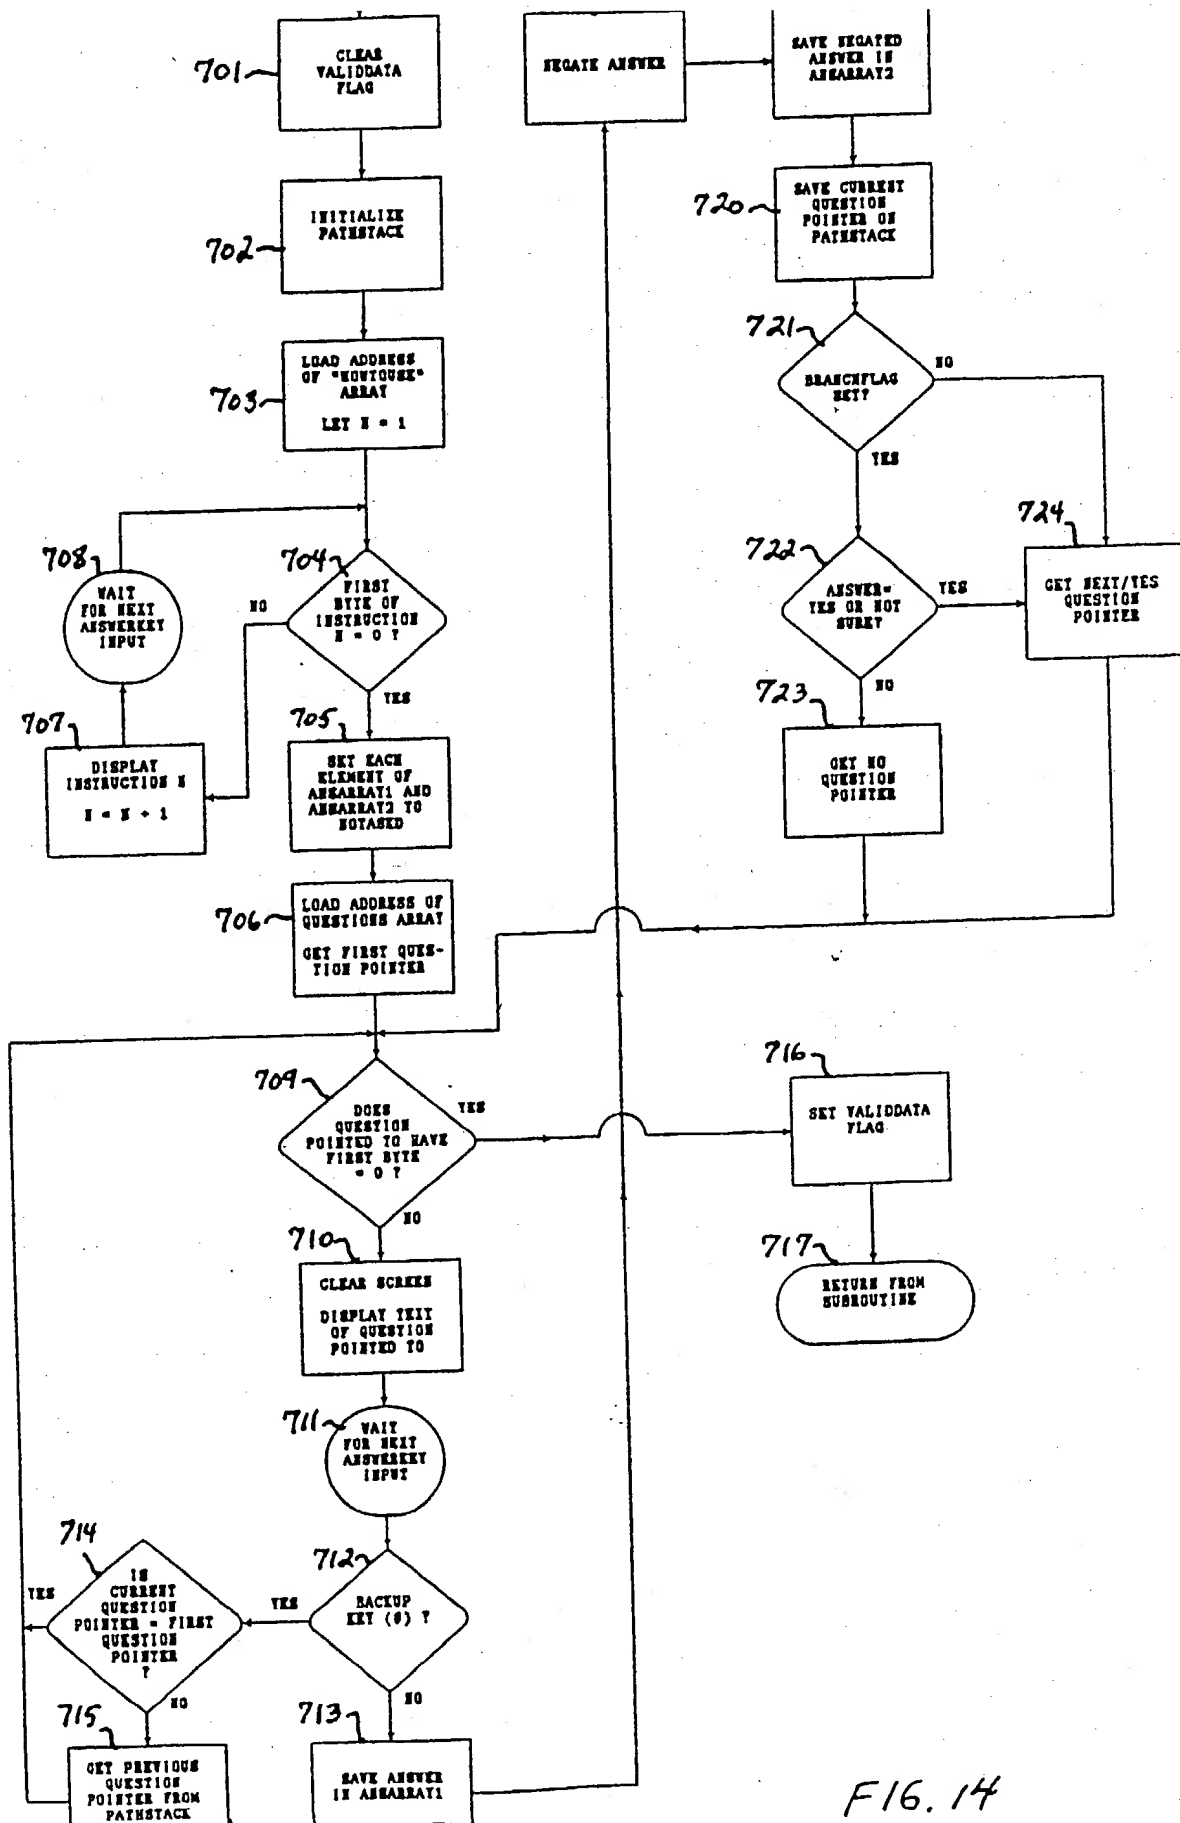 701
CLEAR
VALIDDATA
FLAG
702
INITIALIZE
PATHSTACK
703
LOAD ADDRESS
OF "HOWTOUSE"
ARRAY
LET N = 1
704
FIRST
BYTE OF
INSTRUCTION
N = 0 ?
NO
YES
708
WAIT
FOR NEXT
ANSWERKEY
INPUT
707
DISPLAY
INSTRUCTION N
N = N + 1
705
SET EACH
ELEMENT OF
ANSARRAY1 AND
ANSARRAY2 TO
NOTASKED
706
LOAD ADDRESS OF
QUESTIONS ARRAY
GET FIRST QUES-
TION POINTER
709
DOES
QUESTION
POINTED TO HAVE
FIRST BYTE
= 0 ?
YES
NO
710
CLEAR SCREEN
DISPLAY TEXT
OF QUESTION
POINTED TO
711
WAIT
FOR NEXT
ANSWERKEY
INPUT
712
BACKUP
KEY (#) ?
YES
NO
714
IS
CURRENT
QUESTION
POINTER = FIRST
QUESTION
POINTER
?
YES
NO
715
GET PREVIOUS
QUESTION
POINTER FROM
PATHSTACK
713
SAVE ANSWER
IN ANSARRAY1
NEGATE ANSWER
SAVE NEGATED
ANSWER IN
ANSARRAY2
720
SAVE CURRENT
QUESTION
POINTER ON
PATHSTACK
721
BRANCHFLAG
SET?
NO
YES
722
ANSWER=
YES OR NOT
SURE?
YES
NO
724
GET NEXT/YES
QUESTION
POINTER
723
GET NO
QUESTION
POINTER
716
SET VALIDDATA
FLAG
717
RETURN FROM
SUBROUTINE
FIG. 14